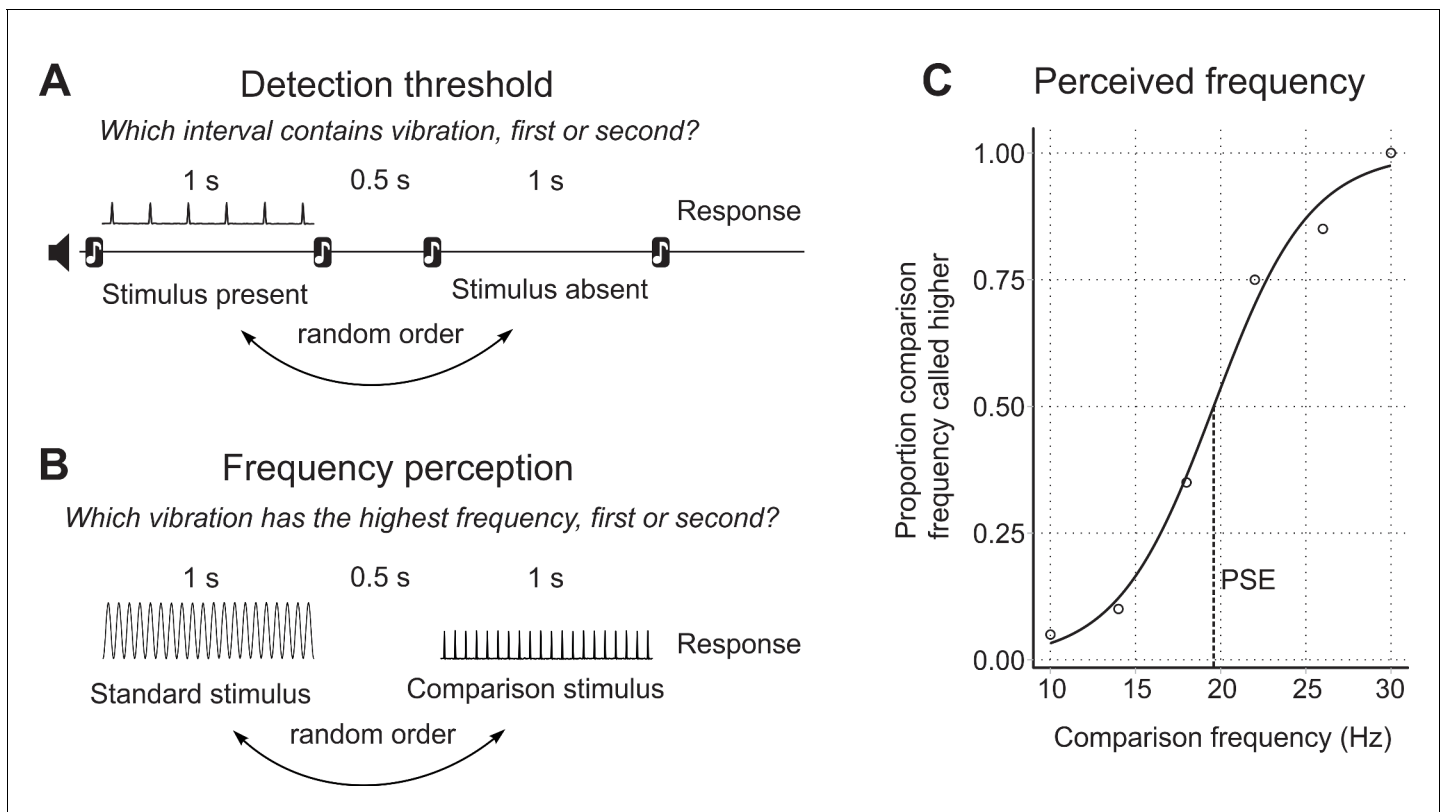 A
Detection threshold
Which interval contains vibration, first or second?
1 s 0.5 s 1 s
Response
Stimulus present
Stimulus absent
random order
B
Frequency perception
Which vibration has the highest frequency, first or second?
1 s 0.5 s 1 s
Response
Standard stimulus
Comparison stimulus
random order
C
Perceived frequency
Proportion comparison
frequency called higher
1.00
0.75
0.50
0.25
0.00
PSE
10 15 20 25 30
Comparison frequency (Hz)